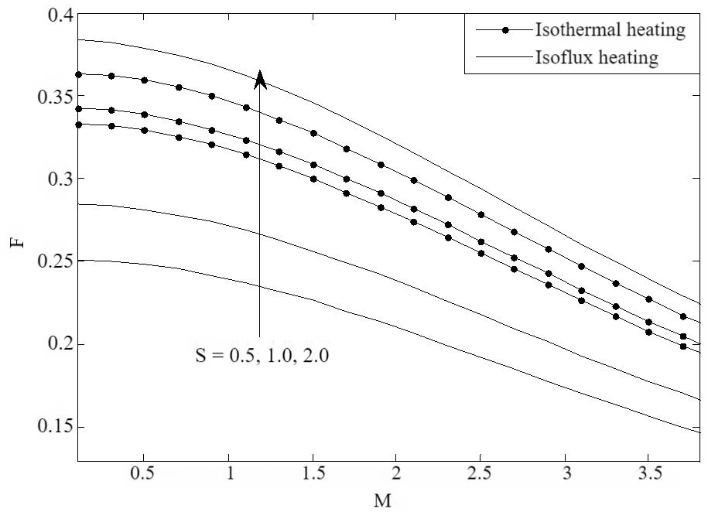 0.4
Isothermal heating
Isoflux heating
0.35
0.3
F
0.25
S = 0.5, 1.0, 2.0
0.2
0.15
0.5 1 1.5 2 2.5 3 3.5
M